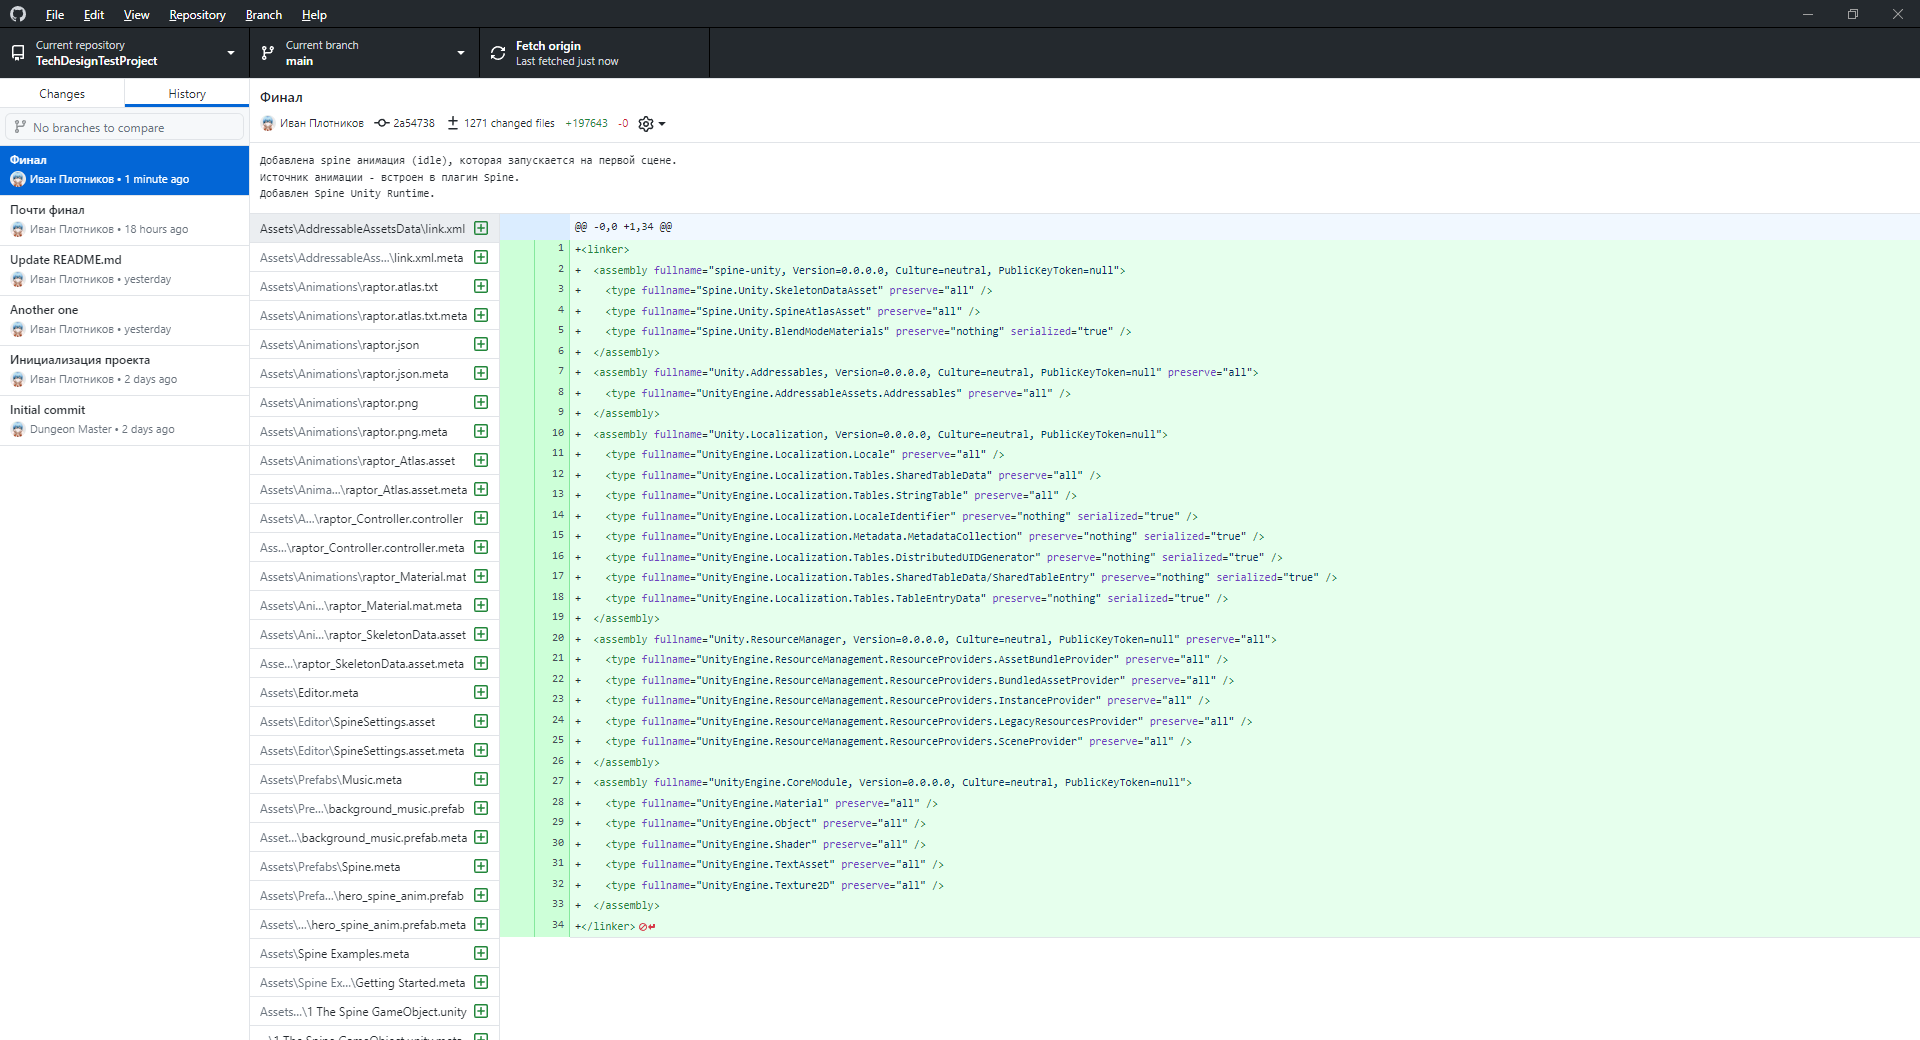 File Edit View Repository Branch Help
Current repository
TechDesignTestProject
Current branch
main
Fetch origin
Last fetched just now
Changes
History
No branches to compare
Финал
Иван Плотников • 1 minute ago
Почти финал
Иван Плотников • 18 hours ago
Update README.md
Иван Плотников • yesterday
Another one
Иван Плотников • yesterday
Инициализация проекта
Иван Плотников • 2 days ago
Initial commit
Dungeon Master • 2 days ago
Финал
Иван Плотников 2a54738 1271 changed files +197643 -0
Добавлена spine анимация (idle), которая запускается на первой сцене.
Источник анимации - встроен в плагин Spine.
Добавлен Spine Unity Runtime.
Assets\AddressableAssetsData\link.xml
Assets\AddressableAss...\link.xml.meta
Assets\Animations\raptor.atlas.txt
Assets\Animations\raptor.atlas.txt.meta
Assets\Animations\raptor.json
Assets\Animations\raptor.json.meta
Assets\Animations\raptor.png
Assets\Animations\raptor.png.meta
Assets\Animations\raptor_Atlas.asset
Assets\Anima...\raptor_Atlas.asset.meta
Assets\A...\raptor_Controller.controller
Ass...\raptor_Controller.controller.meta
Assets\Animations\raptor_Material.mat
Assets\Ani...\raptor_Material.mat.meta
Assets\Ani...\raptor_SkeletonData.asset
Asse...\raptor_SkeletonData.asset.meta
Assets\Editor.meta
Assets\Editor\SpineSettings.asset
Assets\Editor\SpineSettings.asset.meta
Assets\Prefabs\Music.meta
Assets\Pre...\background_music.prefab
Asset...\background_music.prefab.meta
Assets\Prefabs\Spine.meta
Assets\Prefa...\hero_spine_anim.prefab
Assets\...\hero_spine_anim.prefab.meta
Assets\Spine Examples.meta
Assets\Spine Ex...\Getting Started.meta
Assets...\1 The Spine GameObject.unity
...\1 The Spine GameObject.unity.meta
@@ -0,0 +1,34 @@
1 +<linker>
2 +  <assembly fullname="spine-unity, Version=0.0.0.0, Culture=neutral, PublicKeyToken=null">
3 +    <type fullname="Spine.Unity.SkeletonDataAsset" preserve="all" />
4 +    <type fullname="Spine.Unity.SpineAtlasAsset" preserve="all" />
5 +    <type fullname="Spine.Unity.BlendModeMaterials" preserve="nothing" serialized="true" />
6 +  </assembly>
7 +  <assembly fullname="Unity.Addressables, Version=0.0.0.0, Culture=neutral, PublicKeyToken=null" preserve="all">
8 +    <type fullname="UnityEngine.AddressableAssets.Addressables" preserve="all" />
9 +  </assembly>
10 +  <assembly fullname="Unity.Localization, Version=0.0.0.0, Culture=neutral, PublicKeyToken=null">
11 +    <type fullname="UnityEngine.Localization.Locale" preserve="all" />
12 +    <type fullname="UnityEngine.Localization.Tables.SharedTableData" preserve="all" />
13 +    <type fullname="UnityEngine.Localization.Tables.StringTable" preserve="all" />
14 +    <type fullname="UnityEngine.Localization.LocaleIdentifier" preserve="nothing" serialized="true" />
15 +    <type fullname="UnityEngine.Localization.Metadata.MetadataCollection" preserve="nothing" serialized="true" />
16 +    <type fullname="UnityEngine.Localization.Tables.DistributedUIDGenerator" preserve="nothing" serialized="true" />
17 +    <type fullname="UnityEngine.Localization.Tables.SharedTableData/SharedTableEntry" preserve="nothing" serialized="true" />
18 +    <type fullname="UnityEngine.Localization.Tables.TableEntryData" preserve="nothing" serialized="true" />
19 +  </assembly>
20 +  <assembly fullname="Unity.ResourceManager, Version=0.0.0.0, Culture=neutral, PublicKeyToken=null" preserve="all">
21 +    <type fullname="UnityEngine.ResourceManagement.ResourceProviders.AssetBundleProvider" preserve="all" />
22 +    <type fullname="UnityEngine.ResourceManagement.ResourceProviders.BundledAssetProvider" preserve="all" />
23 +    <type fullname="UnityEngine.ResourceManagement.ResourceProviders.InstanceProvider" preserve="all" />
24 +    <type fullname="UnityEngine.ResourceManagement.ResourceProviders.LegacyResourcesProvider" preserve="all" />
25 +    <type fullname="UnityEngine.ResourceManagement.ResourceProviders.SceneProvider" preserve="all" />
26 +  </assembly>
27 +  <assembly fullname="UnityEngine.CoreModule, Version=0.0.0.0, Culture=neutral, PublicKeyToken=null">
28 +    <type fullname="UnityEngine.Material" preserve="all" />
29 +    <type fullname="UnityEngine.Object" preserve="all" />
30 +    <type fullname="UnityEngine.Shader" preserve="all" />
31 +    <type fullname="UnityEngine.TextAsset" preserve="all" />
32 +    <type fullname="UnityEngine.Texture2D" preserve="all" />
33 +  </assembly>
34 +</linker>